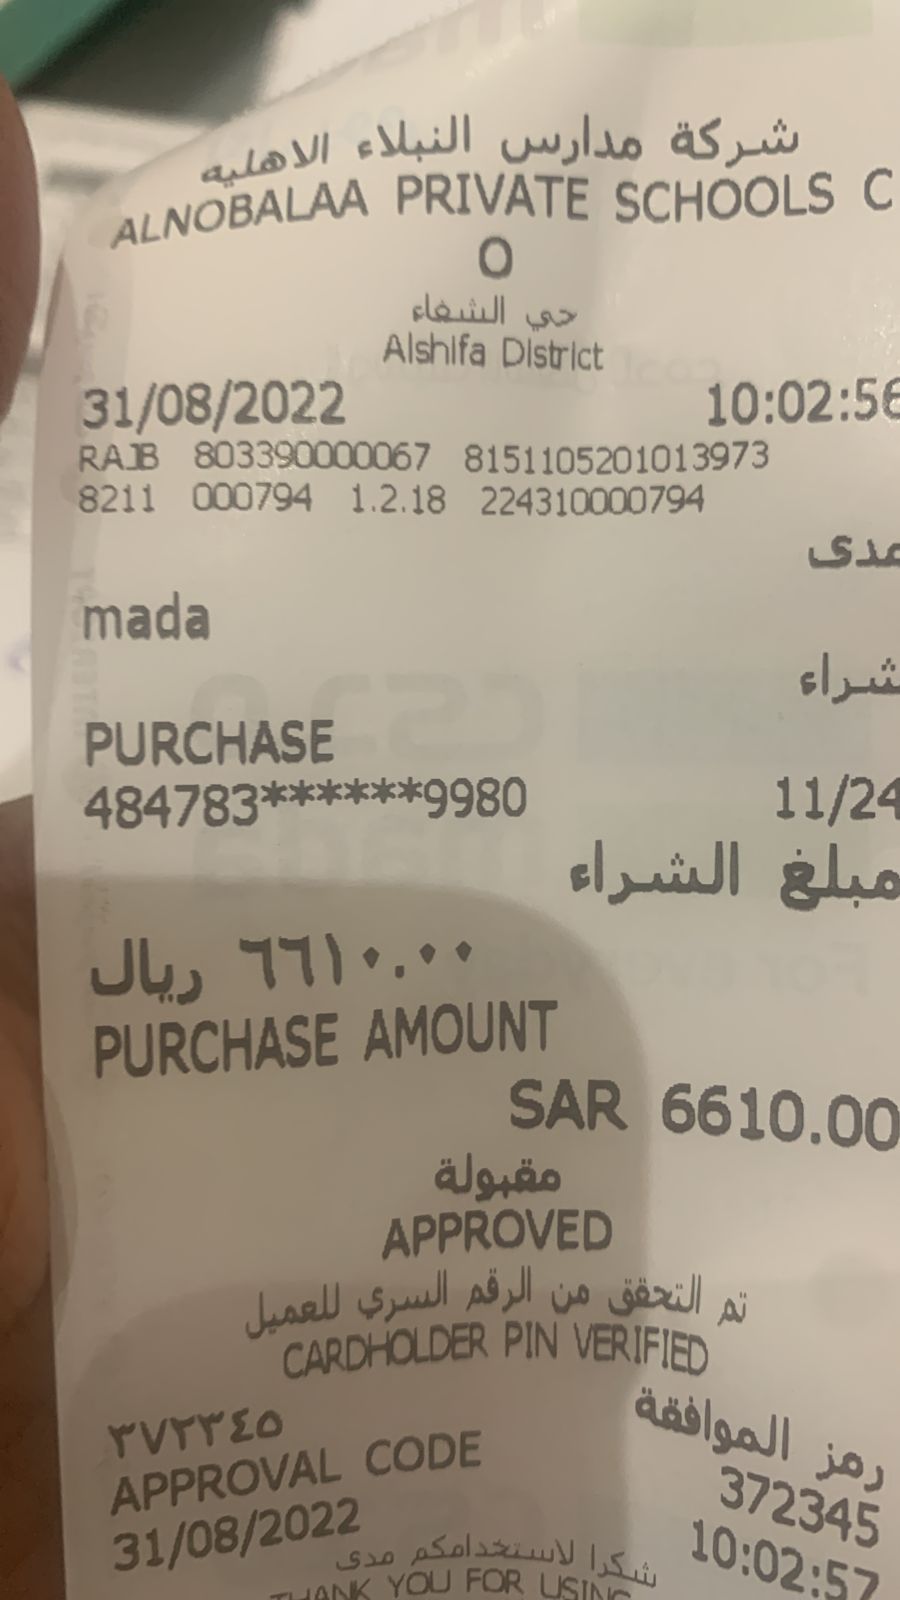 شركة مدارس النبلاء الاهليه
ALNOBALAA PRIVATE SCHOOLS C
O
حي الشفاء
Alshifa District
31/08/2022 10:02:56
RAJB 803390000067 8151105201013973
8211 000794 1.2.18 224310000794
مدى
mada
شراء
PURCHASE
484783******9980 11/24
مبلغ الشراء
٦٦١٠.٠٠ ريال
PURCHASE AMOUNT
SAR 6610.00
مقبولة
APPROVED
تم التحقق من الرقم السري للعميل
CARDHOLDER PIN VERIFIED
رمز الموافقة ٣٧٢٣٤٥
APPROVAL CODE 372345
31/08/2022 10:02:57
شكرا لاستخدامكم مدى
THANK YOU FOR USING